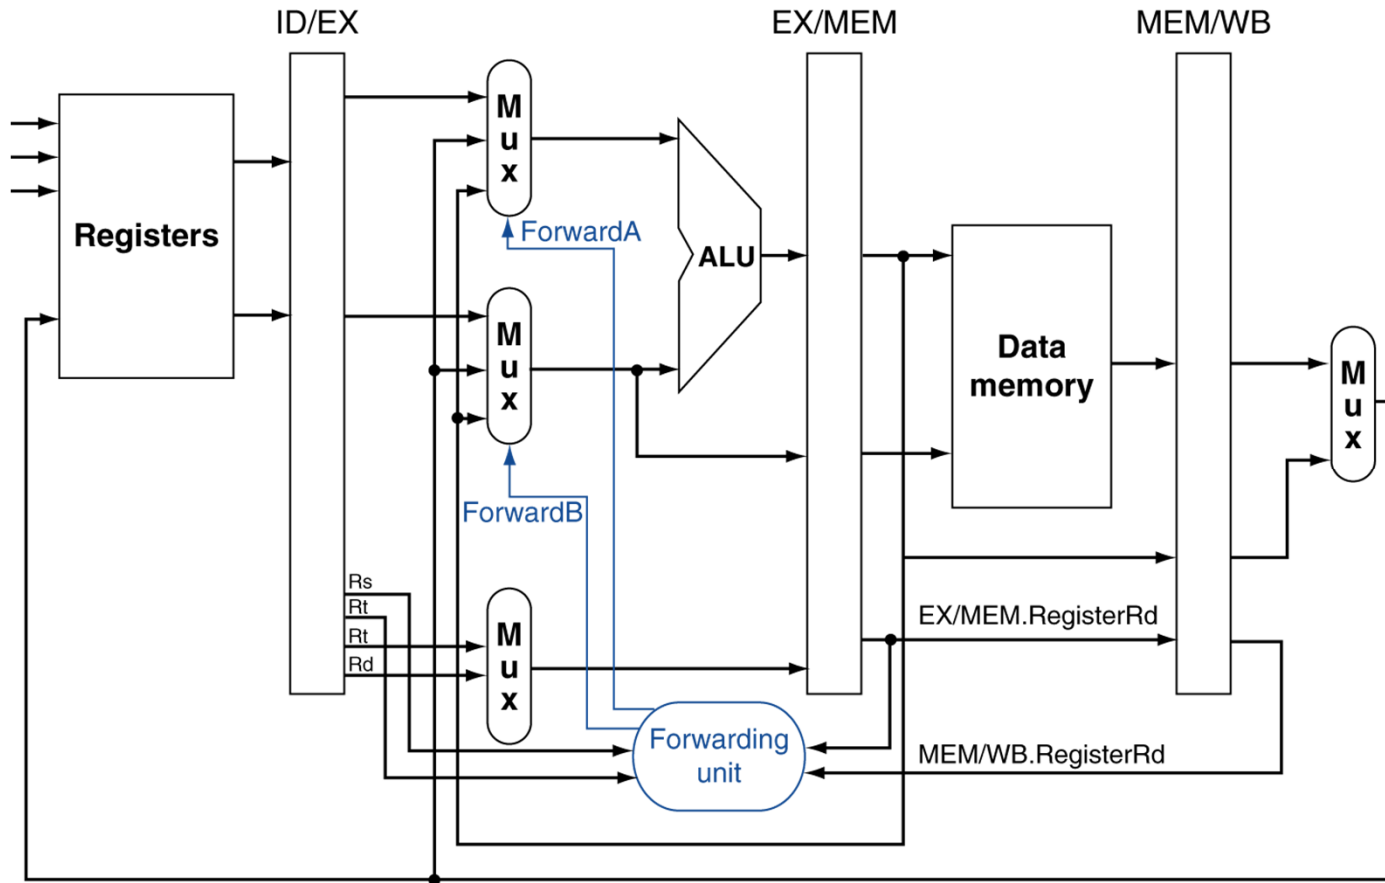 ID/EX
EX/MEM
MEM/WB
Registers
M
u
x
ForwardA
ALU
M
u
x
ForwardB
Data
memory
M
u
x
Rs
Rt
Rt
Rd
M
u
x
EX/MEM.RegisterRd
Forwarding
unit
MEM/WB.RegisterRd